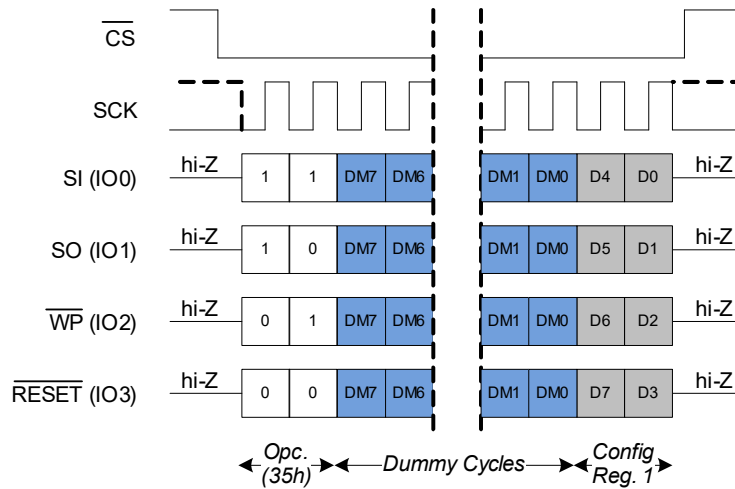 CS
SCK
SI (IO0) hi-Z 1 1 DM7 DM6 DM1 DM0 D4 D0 hi-Z
SO (IO1) hi-Z 1 0 DM7 DM6 DM1 DM0 D5 D1 hi-Z
WP (IO2) hi-Z 0 1 DM7 DM6 DM1 DM0 D6 D2 hi-Z
RESET (IO3) hi-Z 0 0 DM7 DM6 DM1 DM0 D7 D3 hi-Z
Opc.
(35h)
Dummy Cycles
Config
Reg. 1